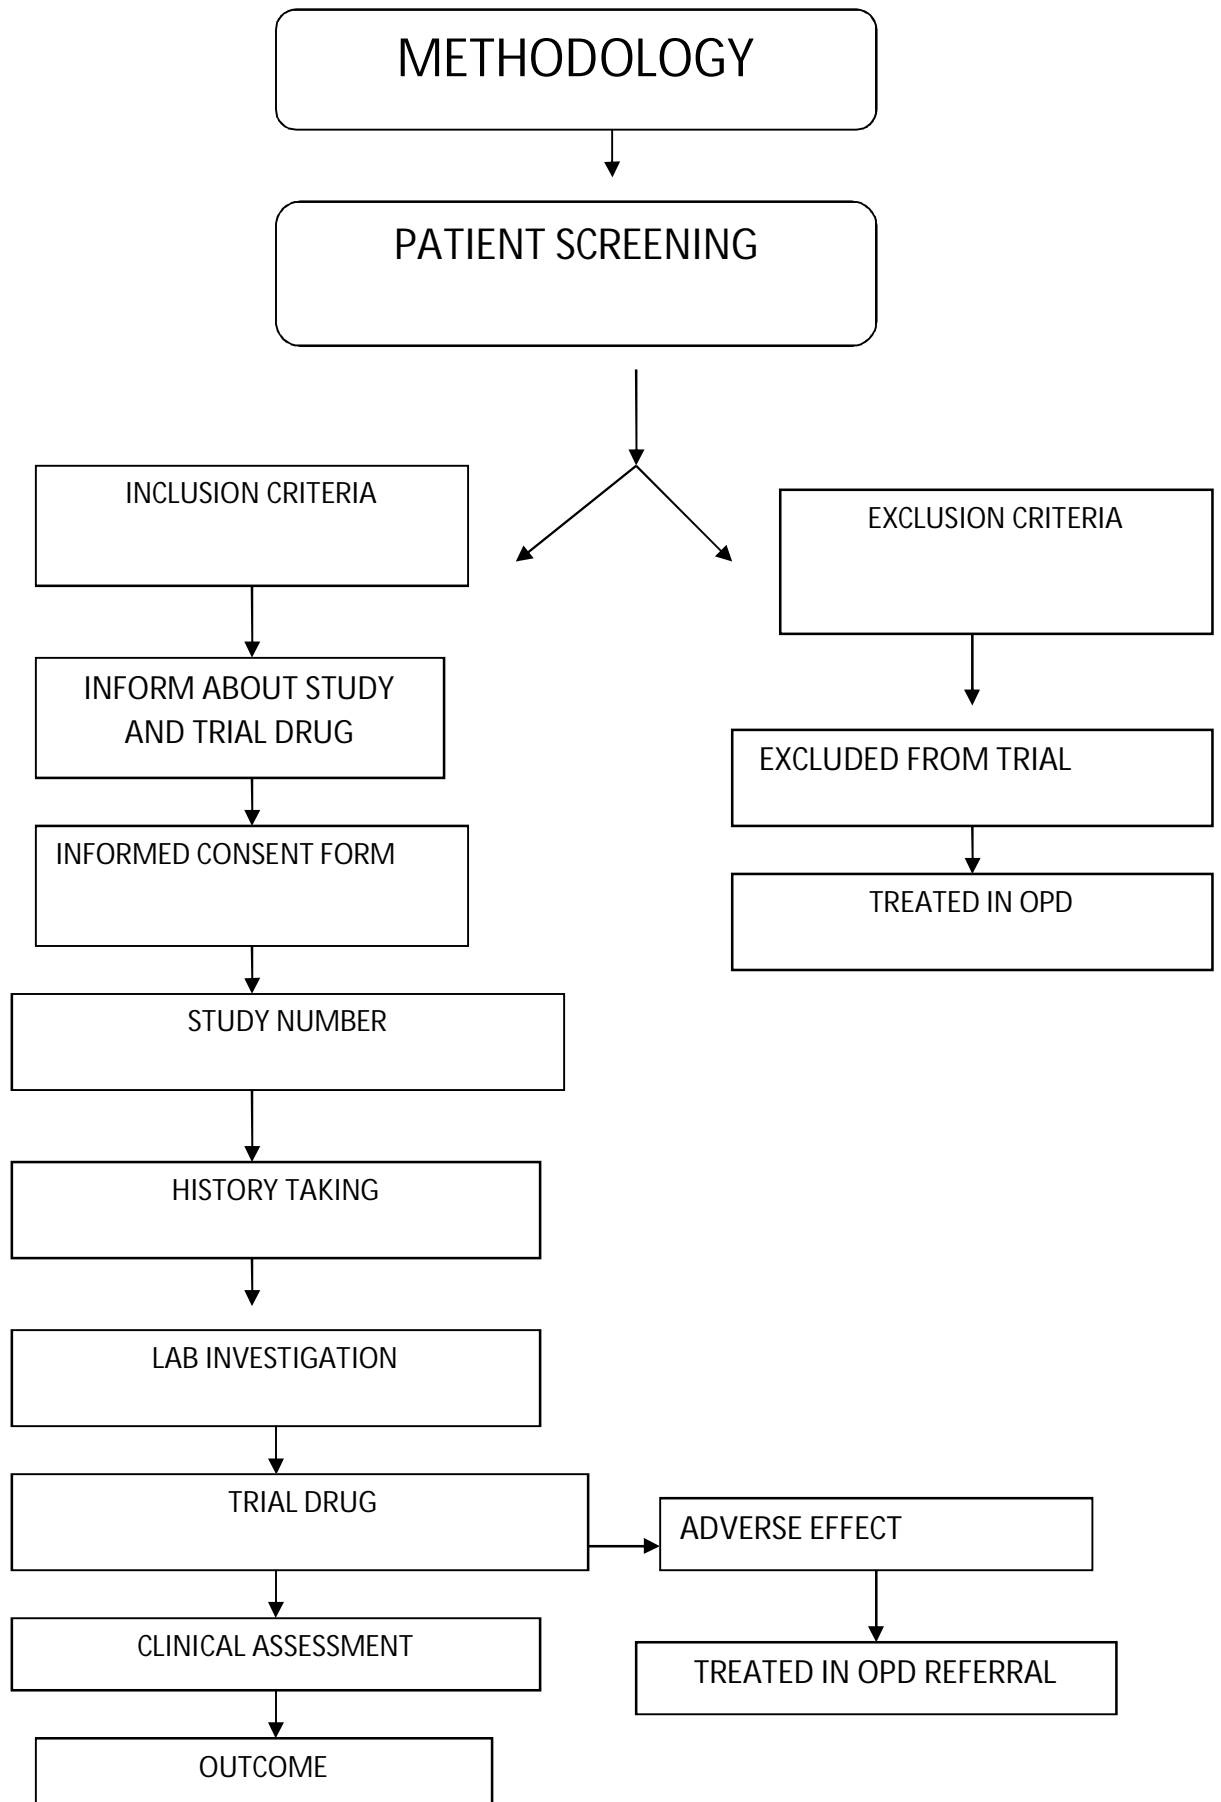 METHODOLOGY
PATIENT SCREENING
INCLUSION CRITERIA
EXCLUSION CRITERIA
INFORM ABOUT STUDY
AND TRIAL DRUG
EXCLUDED FROM TRIAL
INFORMED CONSENT FORM
TREATED IN OPD
STUDY NUMBER
HISTORY TAKING
LAB INVESTIGATION
TRIAL DRUG
ADVERSE EFFECT
CLINICAL ASSESSMENT
TREATED IN OPD REFERRAL
OUTCOME